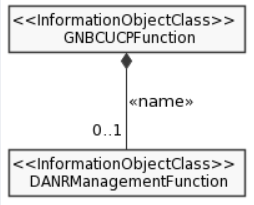 <<InformationObjectClass>>
GNBCUCPFunction
«name»
0..1
<<InformationObjectClass>>
DANRManagementFunction